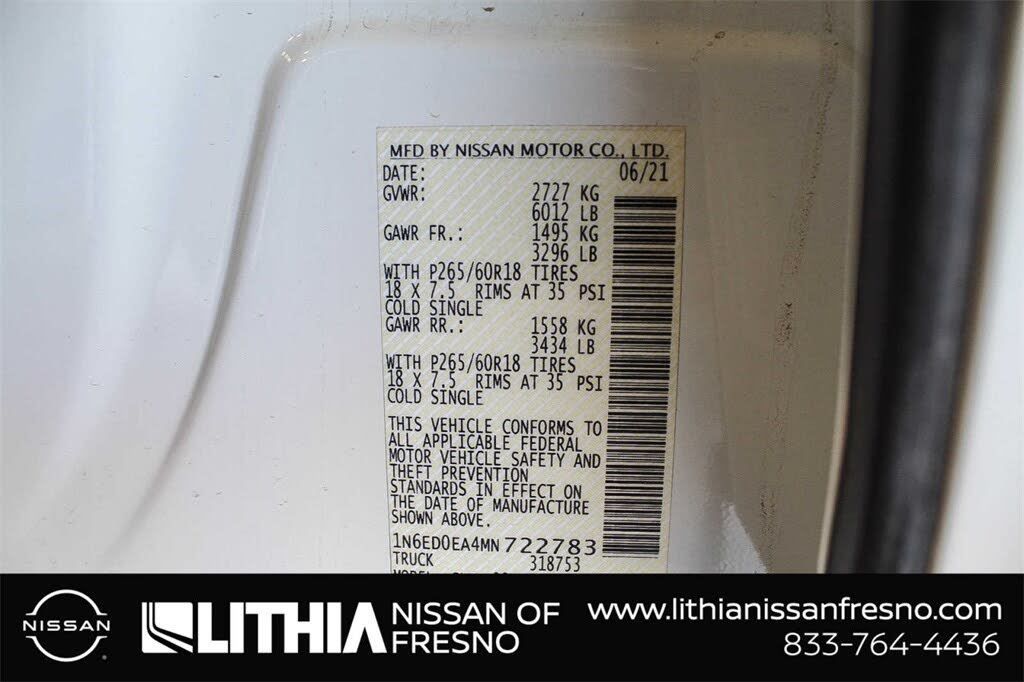 MFD BY NISSAN MOTOR CO., LTD.
DATE: 06/21
GVWR: 2727 KG
6012 LB
GAWR FR.: 1495 KG
3296 LB
WITH P265/60R18 TIRES
18 X 7.5 RIMS AT 35 PSI
COLD SINGLE
GAWR RR.: 1558 KG
3434 LB
WITH P265/60R18 TIRES
18 X 7.5 RIMS AT 35 PSI
COLD SINGLE
THIS VEHICLE CONFORMS TO
ALL APPLICABLE FEDERAL
MOTOR VEHICLE SAFETY AND
THEFT PREVENTION
STANDARDS IN EFFECT ON
THE DATE OF MANUFACTURE
SHOWN ABOVE.
1N6ED0EA4MN722783
TRUCK 318753
NISSAN
LITHIA
NISSAN OF
FRESNO
www.lithianissanfresno.com
833-764-4436